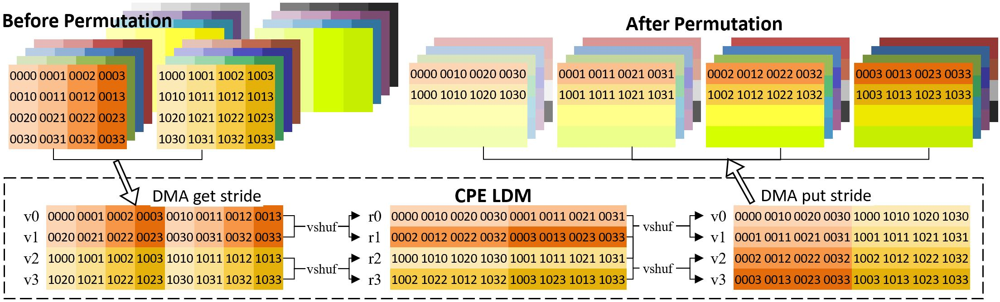 Before Permutation
After Permutation
0000 0001 0002 0003
0010 0011 0012 0013
0020 0021 0022 0023
0030 0031 0032 0033
1000 1001 1002 1003
1010 1011 1012 1013
1020 1021 1022 1023
1030 1031 1032 1033
0000 0010 0020 0030
1000 1010 1020 1030
0001 0011 0021 0031
1001 1011 1021 1031
0002 0012 0022 0032
1002 1012 1022 1032
0003 0013 0023 0033
1003 1013 1023 1033
DMA get stride
CPE LDM
DMA put stride
v0 0000 0001 0002 0003 0010 0011 0012 0013
v1 0020 0021 0022 0023 0030 0031 0032 0033
v2 1000 1001 1002 1003 1010 1011 1012 1013
v3 1020 1021 1022 1023 1030 1031 1032 1033
vshuf
vshuf
r0 0000 0010 0020 0030 0001 0011 0021 0031
r1 0002 0012 0022 0032 0003 0013 0023 0033
r2 1000 1010 1020 1030 1001 1011 1021 1031
r3 1002 1022 1012 1032 1003 1023 1013 1033
vshuf
vshuf
v0 0000 0010 0020 0030 1000 1010 1020 1030
v1 0001 0011 0021 0031 1001 1011 1021 1031
v2 0002 0012 0022 0032 1002 1012 1022 1032
v3 0003 0013 0023 0033 1003 1013 1023 1033